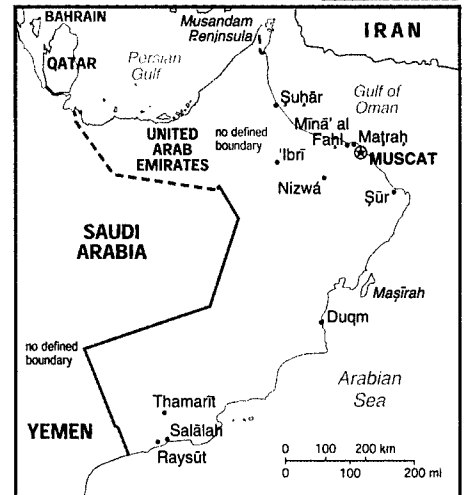 BAHRAIN
Musandam
Peninsula
IRAN
QATAR
Persian
Gulf
Şuḩār
Gulf of
Oman
UNITED
ARAB
EMIRATES
no defined
boundary
Mīnā' al
Faḩl
Maţraḩ
MUSCAT
'Ibrī
Nizwá
Şūr
SAUDI
ARABIA
Maşīrah
Duqm
no defined
boundary
Arabian
Sea
Thamarīt
YEMEN
Salālah
Raysūt
0 100 200 km
0 100 200 mi